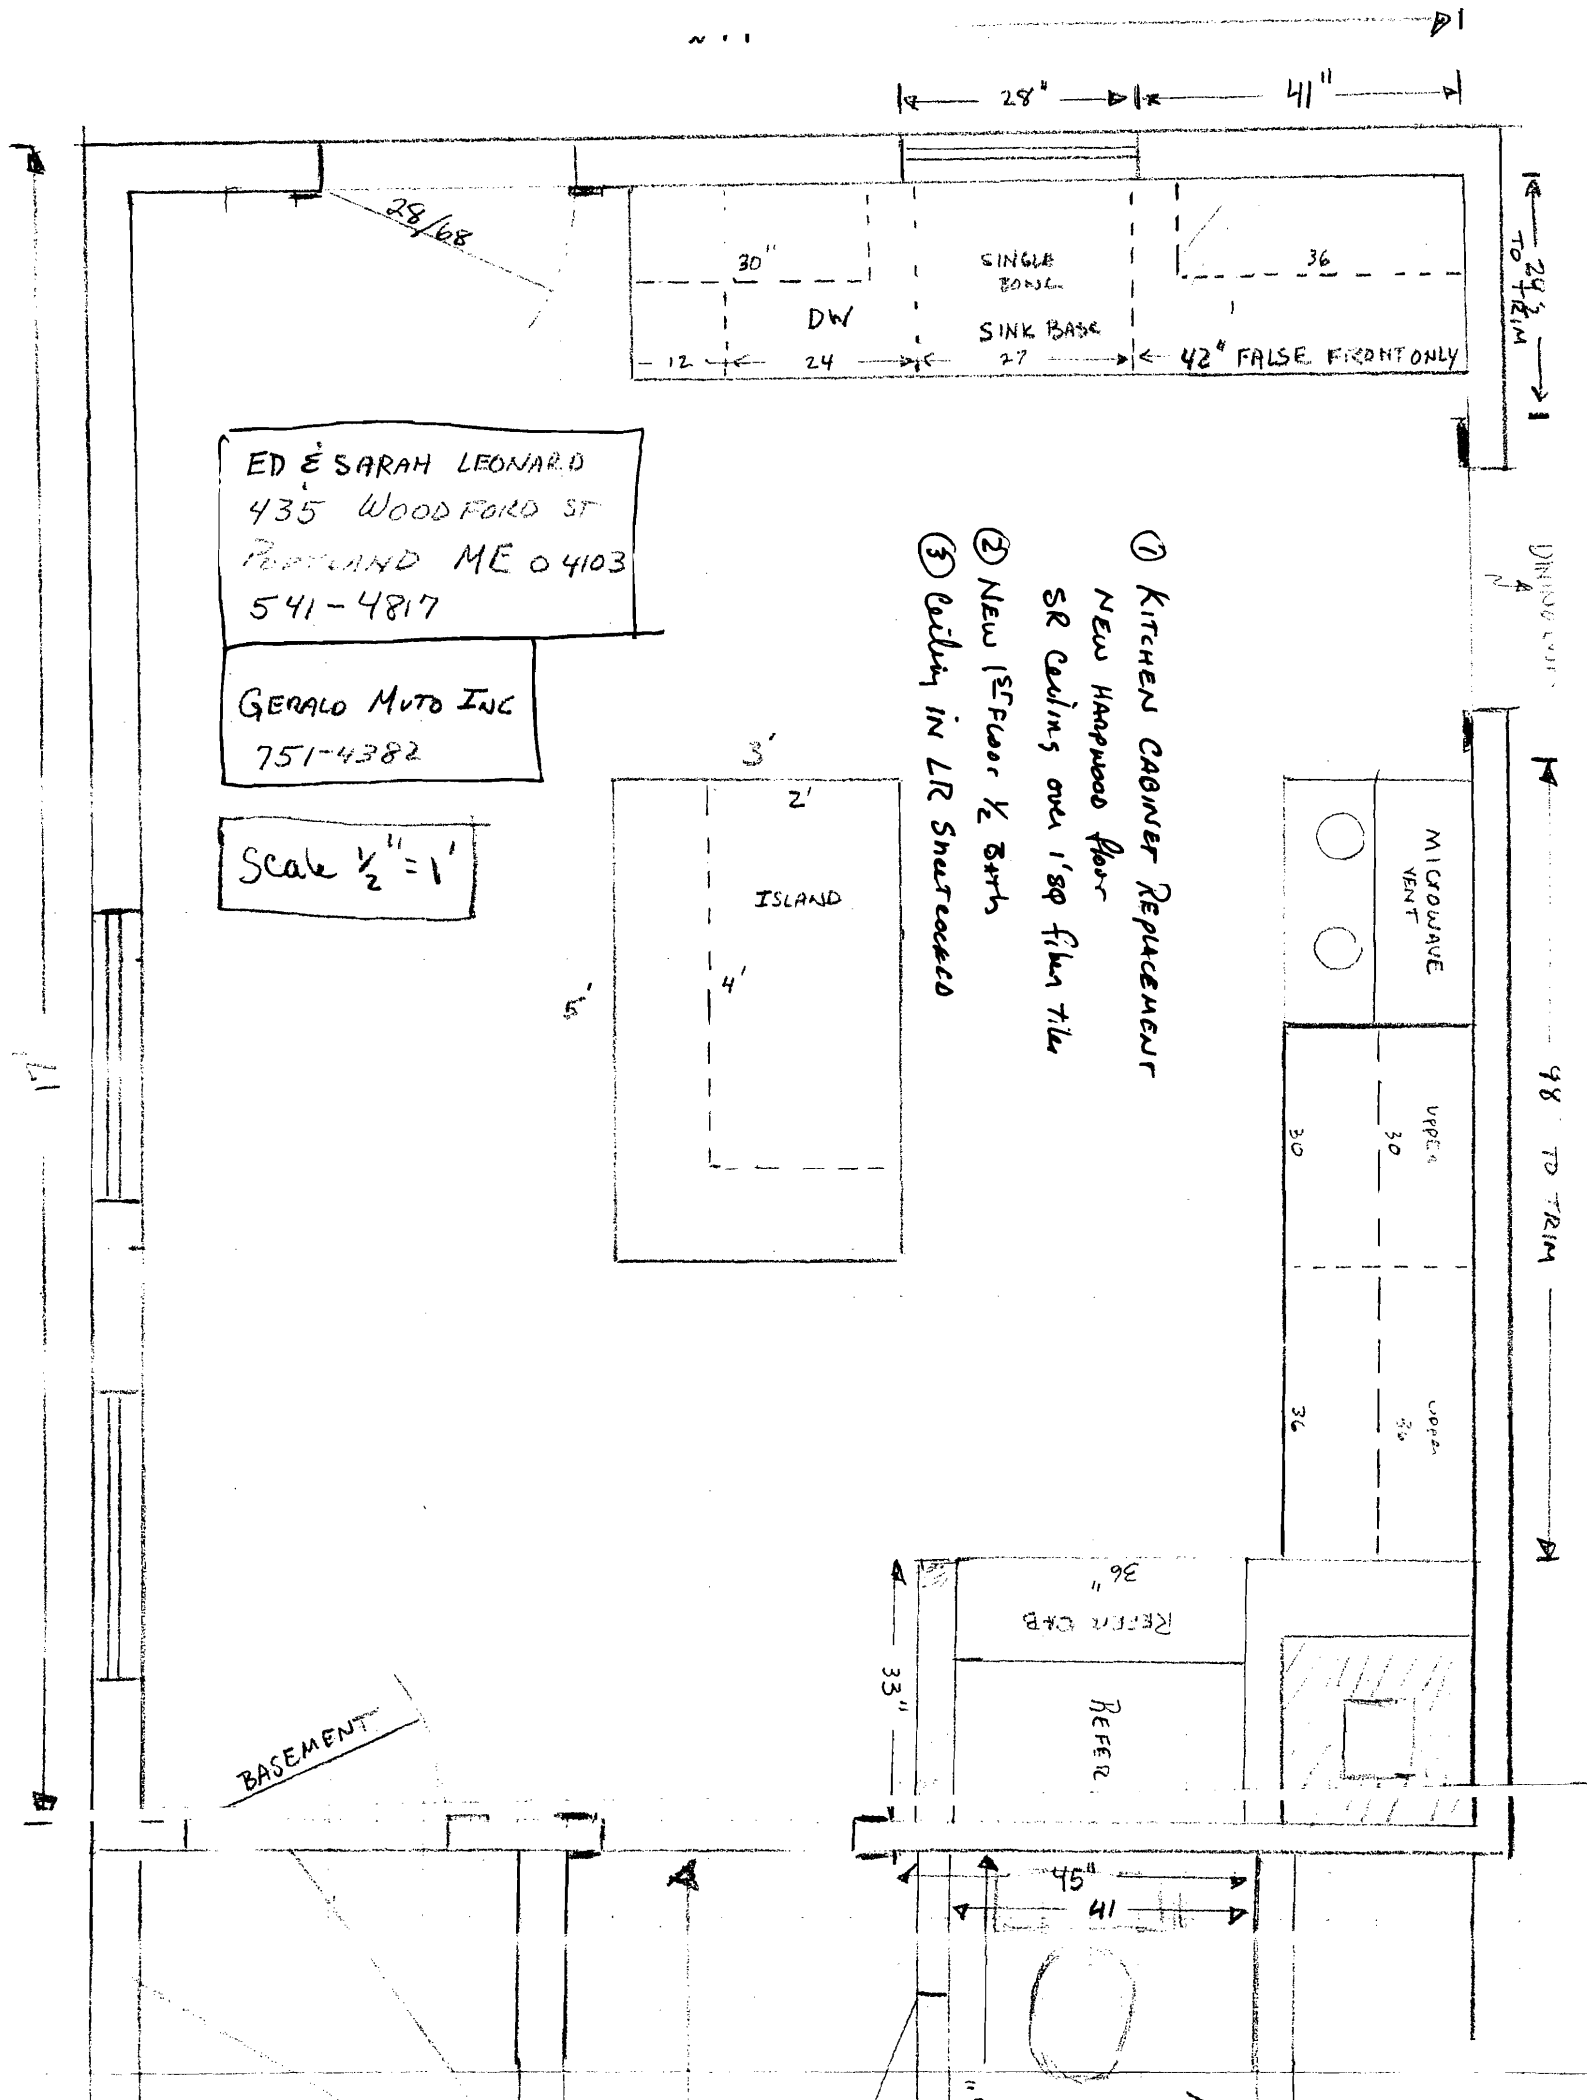 28"
41"
28/68
30"
DW
12
24
SINGLE
SINK BASE
27
36
42" FALSE FRONT ONLY
TO TRIM
ED & SARAH LEONARD
435 WOODFORD ST
PORTLAND ME 04103
541-4817
GERALD MUTO INC
751-4382
Scale 1/2" = 1'
① KITCHEN CABINET REPLACEMENT
NEW HARDWOOD floor
SR Ceiling over 1'sq fiber tiles
② NEW 1ST FLOOR 1/2 BATH
③ Ceiling IN LR SHEETROCKED
3'
2'
ISLAND
4'
5'
17'
MICROWAVE
VENT
UPPER
30
30
UPPER
36
36
98 TO TRIM
36"
REFER CAB
REFER
33"
BASEMENT
45"
41